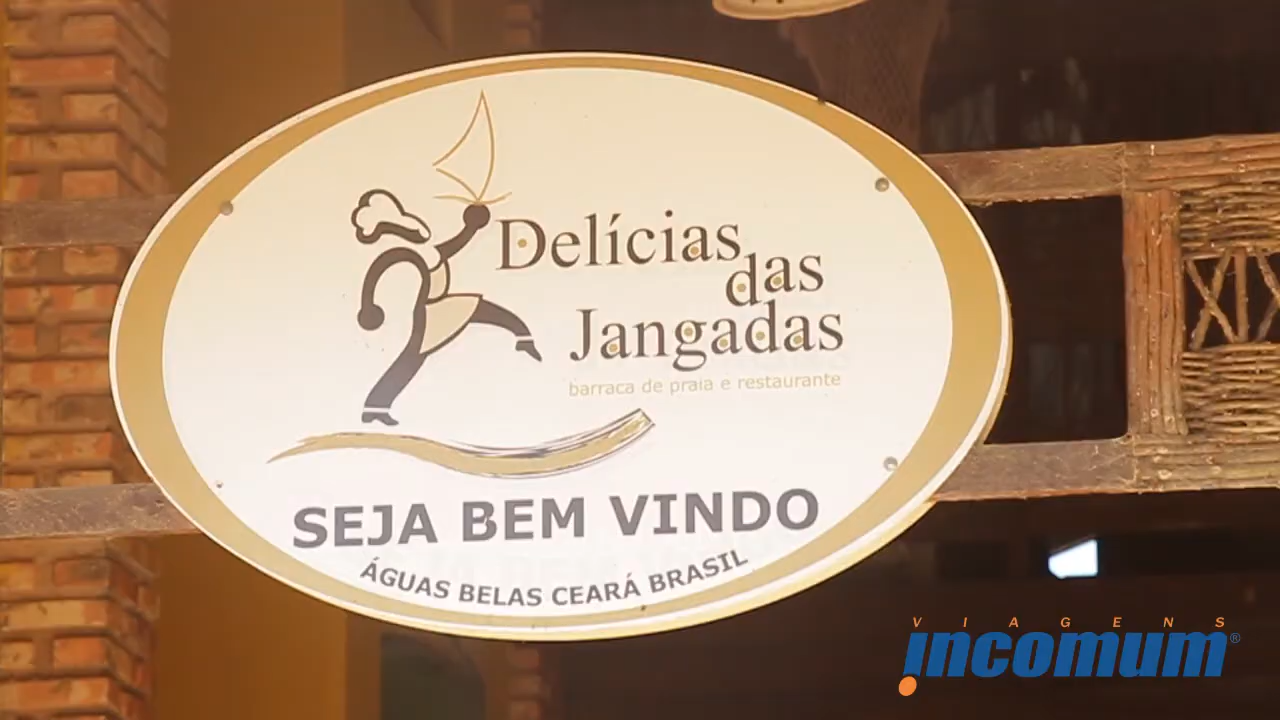 Delícias
das
Jangadas
barraca de praia e restaurante
SEJA BEM VINDO
ÁGUAS BELAS CEARÁ BRASIL
VIAGENS
incomum®